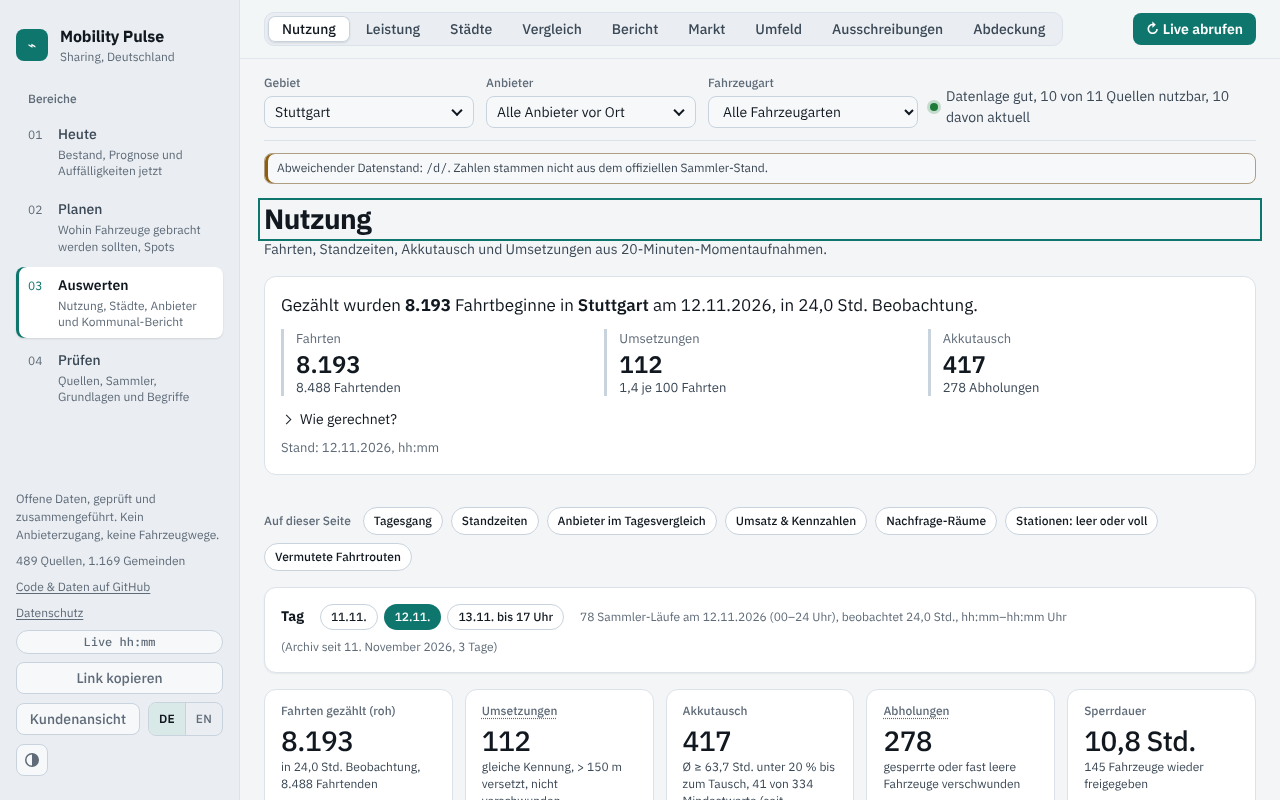 Mobility Pulse
Sharing, Deutschland
Bereiche
01 Heute
Bestand, Prognose und
Auffälligkeiten jetzt
02 Planen
Wohin Fahrzeuge gebracht
werden sollten, Spots
03 Auswerten
Nutzung, Städte, Anbieter
und Kommunal-Bericht
04 Prüfen
Quellen, Sammler,
Grundlagen und Begriffe
Offene Daten, geprüft und
zusammengeführt. Kein
Anbieterzugang, keine Fahrzeugwege.
489 Quellen, 1.169 Gemeinden
Code & Daten auf GitHub
Datenschutz
Live hh:mm
Link kopieren
Kundenansicht DE EN
Nutzung Leistung Städte Vergleich Bericht Markt Umfeld Ausschreibungen Abdeckung
↻ Live abrufen
Gebiet Anbieter Fahrzeugart
Stuttgart Alle Anbieter vor Ort Alle Fahrzeugarten
Datenlage gut, 10 von 11 Quellen nutzbar, 10
davon aktuell
Abweichender Datenstand: /d/. Zahlen stammen nicht aus dem offiziellen Sammler-Stand.
Nutzung
Fahrten, Standzeiten, Akkutausch und Umsetzungen aus 20-Minuten-Momentaufnahmen.
Gezählt wurden 8.193 Fahrtbeginne in Stuttgart am 12.11.2026, in 24,0 Std. Beobachtung.
Fahrten Umsetzungen Akkutausch
8.193 112 417
8.488 Fahrtenden 1,4 je 100 Fahrten 278 Abholungen
Wie gerechnet?
Stand: 12.11.2026, hh:mm
Auf dieser Seite Tagesgang Standzeiten Anbieter im Tagesvergleich Umsatz & Kennzahlen Nachfrage-Räume Stationen: leer oder voll
Vermutete Fahrtrouten
Tag 11.11. 12.11. 13.11. bis 17 Uhr 78 Sammler-Läufe am 12.11.2026 (00–24 Uhr), beobachtet 24,0 Std., hh:mm–hh:mm Uhr
(Archiv seit 11. November 2026, 3 Tage)
Fahrten gezählt (roh)
8.193
in 24,0 Std. Beobachtung,
8.488 Fahrtenden
Umsetzungen
112
gleiche Kennung, > 150 m
versetzt, nicht
verschwunden
Akkutausch
417
Ø ≥ 63,7 Std. unter 20 % bis
zum Tausch, 41 von 334
Mindestwerte (seit
Abholungen
278
gesperrte oder fast leere
Fahrzeuge verschwunden
Sperrdauer
10,8 Std.
145 Fahrzeuge wieder
freigegeben